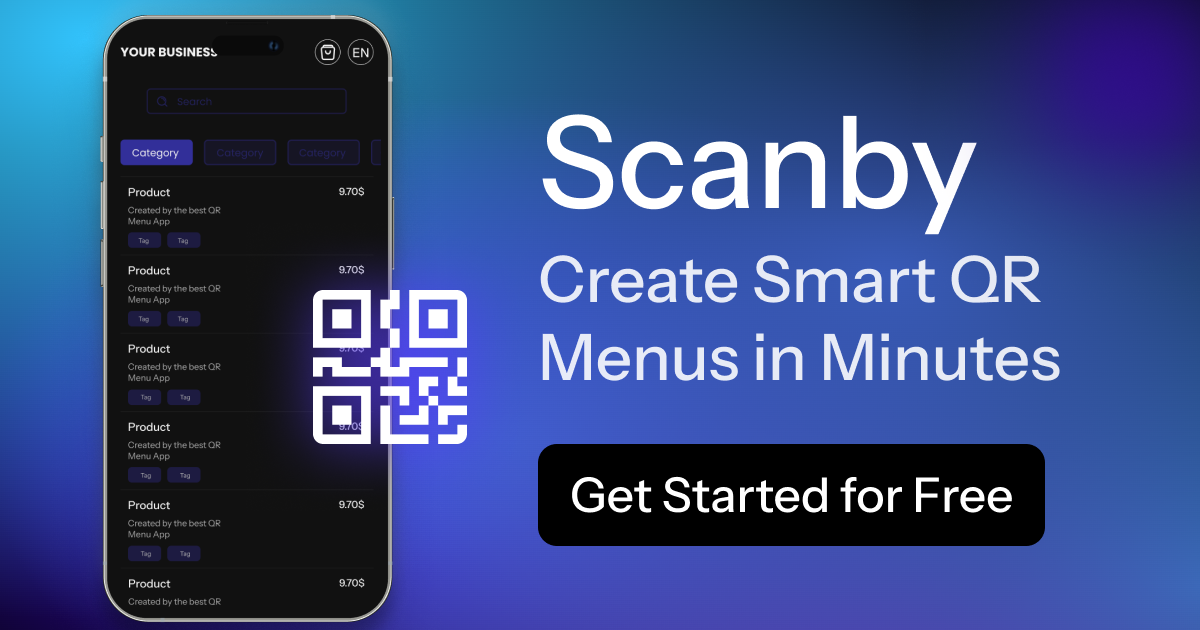 YOUR BUSINESS
EN
Search
Category
Category
Category
Product
9.70$
Created by the best QR
Menu App
Tag
Tag
Product
9.70$
Created by the best QR
Menu App
Tag
Tag
Product
9.70$
Created by the best QR
Menu App
Tag
Tag
Product
9.70$
Created by the best QR
Menu App
Tag
Tag
Product
9.70$
Created by the best QR
Menu App
Tag
Tag
Product
9.70$
Created by the best QR
Scanby
Create Smart QR
Menus in Minutes
Get Started for Free